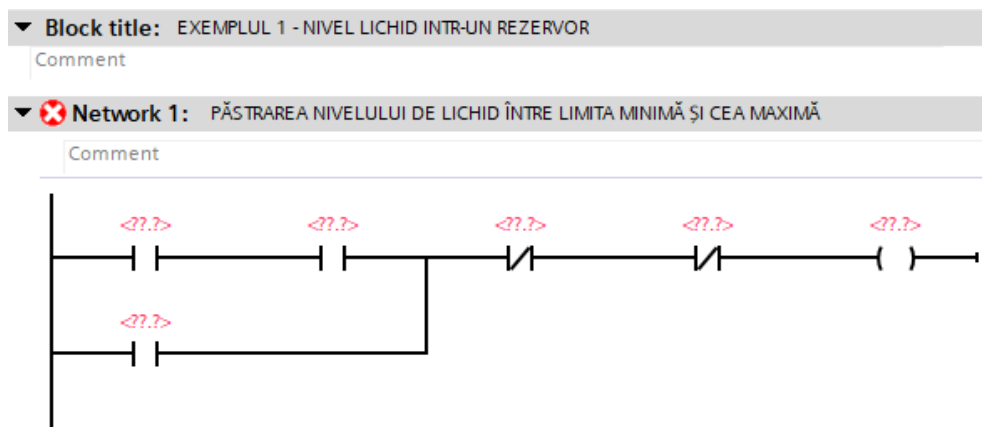 Block title: EXEMPLUL 1 - NIVEL LICHID INTR-UN REZERVOR
Comment
Network 1: PĂSTRAREA NIVELULUI DE LICHID ÎNTRE LIMITA MINIMĂ ȘI CEA MAXIMĂ
Comment
<??.?> <??.?> <??.?> <??.?> <??.?>
<??.?>